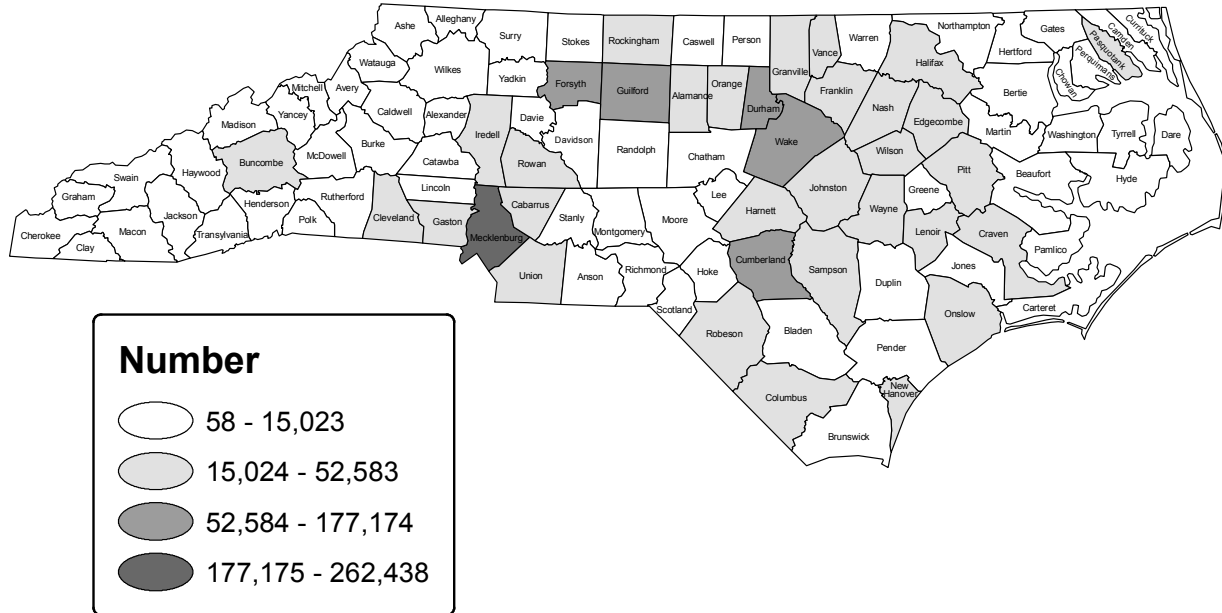 Ashe
Alleghany
Surry
Stokes
Rockingham
Caswell
Person
Granville
Vance
Warren
Northampton
Gates
Hertford
Currituck
Camden
Pasquotank
Perquimans
Chowan
Halifax
Bertie
Watauga
Wilkes
Yadkin
Forsyth
Guilford
Alamance
Orange
Durham
Franklin
Nash
Edgecombe
Martin
Washington
Tyrrell
Dare
Mitchell
Avery
Yancey
Caldwell
Alexander
Iredell
Davie
Davidson
Randolph
Chatham
Wake
Wilson
Pitt
Beaufort
Hyde
Madison
Buncombe
McDowell
Burke
Catawba
Rowan
Johnston
Greene
Haywood
Swain
Graham
Cherokee
Clay
Macon
Jackson
Transylvania
Henderson
Polk
Rutherford
Cleveland
Lincoln
Gaston
Mecklenburg
Cabarrus
Stanly
Montgomery
Moore
Lee
Harnett
Wayne
Lenoir
Craven
Pamlico
Union
Anson
Richmond
Scotland
Hoke
Cumberland
Sampson
Duplin
Jones
Onslow
Carteret
Robeson
Bladen
Pender
Columbus
New
Hanover
Brunswick
Number
58 - 15,023
15,024 - 52,583
52,584 - 177,174
177,175 - 262,438